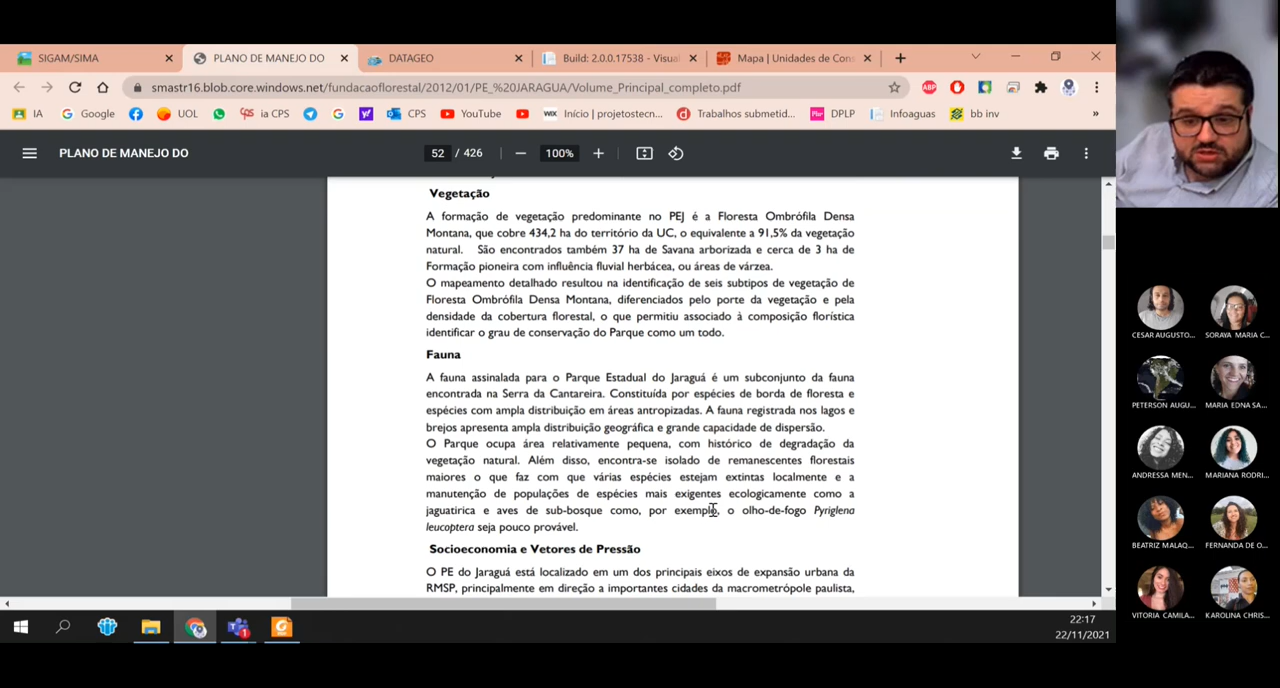 SIGAM/SIMA
PLANO DE MANEJO DO
DATAGEO
Build: 2.0.0.17538 - Visual
Mapa | Unidades de Cons
smastr16.blob.core.windows.net/fundacaoflorestal/2012/01/PE_%20JARAGUA/Volume_Principal_completo.pdf
IA
Google
UOL
ia CPS
CPS
YouTube
Início | projetostecn...
Trabalhos submetid...
DPLP
Infoaguas
bb inv
»
PLANO DE MANEJO DO
52 / 426
100%
Vegetação
A formação de vegetação predominante no PEJ é a Floresta Ombrófila Densa
Montana, que cobre 434,2 ha do território da UC, o equivalente a 91,5% da vegetação
natural. São encontrados também 37 ha de Savana arborizada e cerca de 3 ha de
Formação pioneira com influência fluvial herbácea, ou áreas de várzea.
O mapeamento detalhado resultou na identificação de seis subtipos de vegetação de
Floresta Ombrófila Densa Montana, diferenciados pelo porte da vegetação e pela
densidade da cobertura florestal, o que permitiu associado à composição florística
identificar o grau de conservação do Parque como um todo.
Fauna
A fauna assinalada para o Parque Estadual do Jaraguá é um subconjunto da fauna
encontrada na Serra da Cantareira. Constituída por espécies de borda de floresta e
espécies com ampla distribuição em áreas antropizadas. A fauna registrada nos lagos e
brejos apresenta ampla distribuição geográfica e grande capacidade de dispersão.
O Parque ocupa área relativamente pequena, com histórico de degradação da
vegetação natural. Além disso, encontra-se isolado de remanescentes florestais
maiores o que faz com que várias espécies estejam extintas localmente e a
manutenção de populações de espécies mais exigentes ecologicamente como a
jaguatirica e aves de sub-bosque como, por exemplo, o olho-de-fogo Pyriglena
leucoptera seja pouco provável.
Socioeconomia e Vetores de Pressão
O PE do Jaraguá está localizado em um dos principais eixos de expansão urbana da
RMSP, principalmente em direção a importantes cidades da macrometrópole paulista,
22:17
22/11/2021
CESAR AUGUSTO...
SORAYA MARIA C...
PETERSON AUGU...
MARIA EDNA SA...
ANDRESSA MEN...
MARIANA RODRI...
BEATRIZ MALAQ...
FERNANDA DE O...
VITORIA CAMILA...
KAROLINA CHRIS...